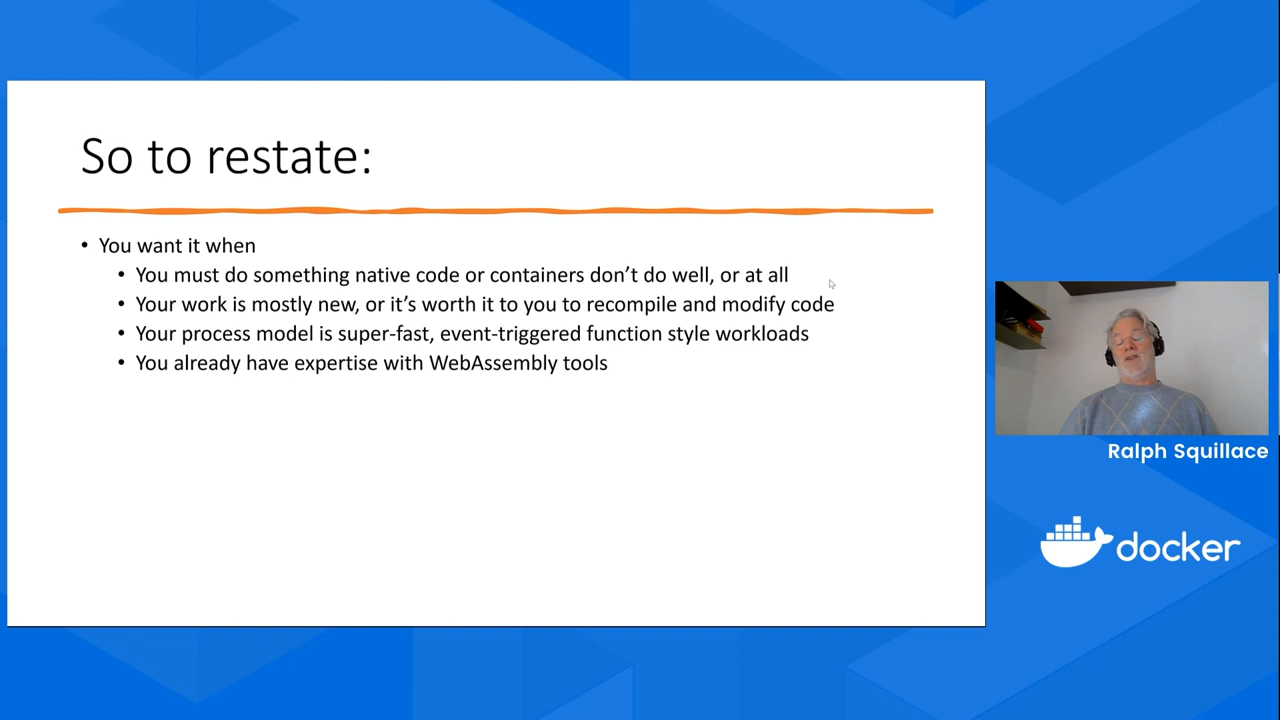 So to restate:
• You want it when
• You must do something native code or containers don’t do well, or at all
• Your work is mostly new, or it’s worth it to you to recompile and modify code
• Your process model is super-fast, event-triggered function style workloads
• You already have expertise with WebAssembly tools
Ralph Squillace
docker